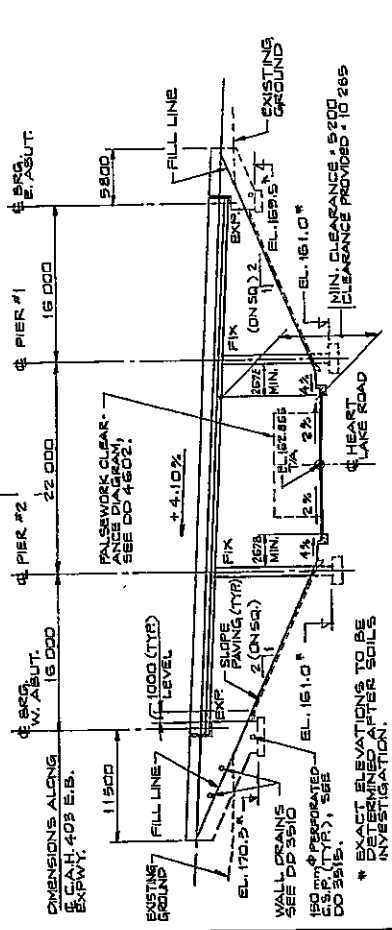 DIMENSIONS ALONG
℄ C.A.H. 403 E.B.
EXPWY.
℄ BRG.
W. ABUT.
℄ PIER #2
℄ PIER #1
℄ BRG.
E. ABUT.
16 000
22 000
16 000
11500
5800
1000 (TYP.)
LEVEL
FALSEWORK CLEAR-
ANCE DIAGRAM,
SEE DD 4602.
+4.10%
FILL LINE
EXISTING
GROUND
EXP.
FIX
FIX
EXP.
FILL LINE
EXISTING
GROUND
EL. 170.3*
SLOPE
PAVING (TYP.)
2 (ON SQ.)
1
2678
MIN.
2678
MIN.
4%
2%
2%
4%
EL. 162.866
T/A
(ON SQ.) 2
1
EL. 169.5*
WALL DRAINS
SEE DD 3510
150 mm ⌀ PERFORATED
C.S.P. (TYP.), SEE
DD 3515.
EL. 161.0*
EL. 161.0*
℄ HEART
LAKE ROAD
MIN. CLEARANCE = 5200
CLEARANCE PROVIDED = 10 265
* EXACT ELEVATIONS TO BE
DETERMINED AFTER SOILS
INVESTIGATION.